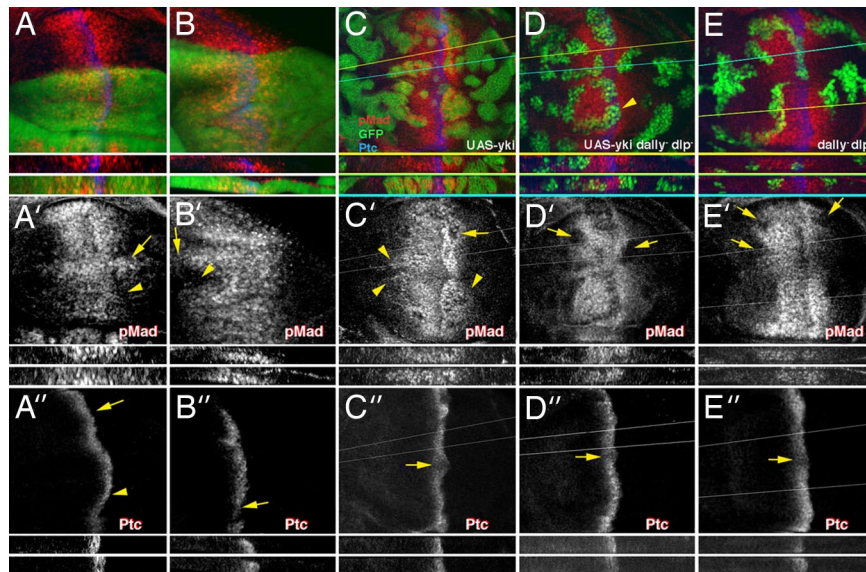 A
B
C
D
E
pMad
GFP
Ptc
UAS-yki
UAS-yki dally- dlp-
dally- dlp-
A′
B′
C′
D′
E′
pMad
pMad
pMad
pMad
pMad
A″
B″
C″
D″
E″
Ptc
Ptc
Ptc
Ptc
Ptc